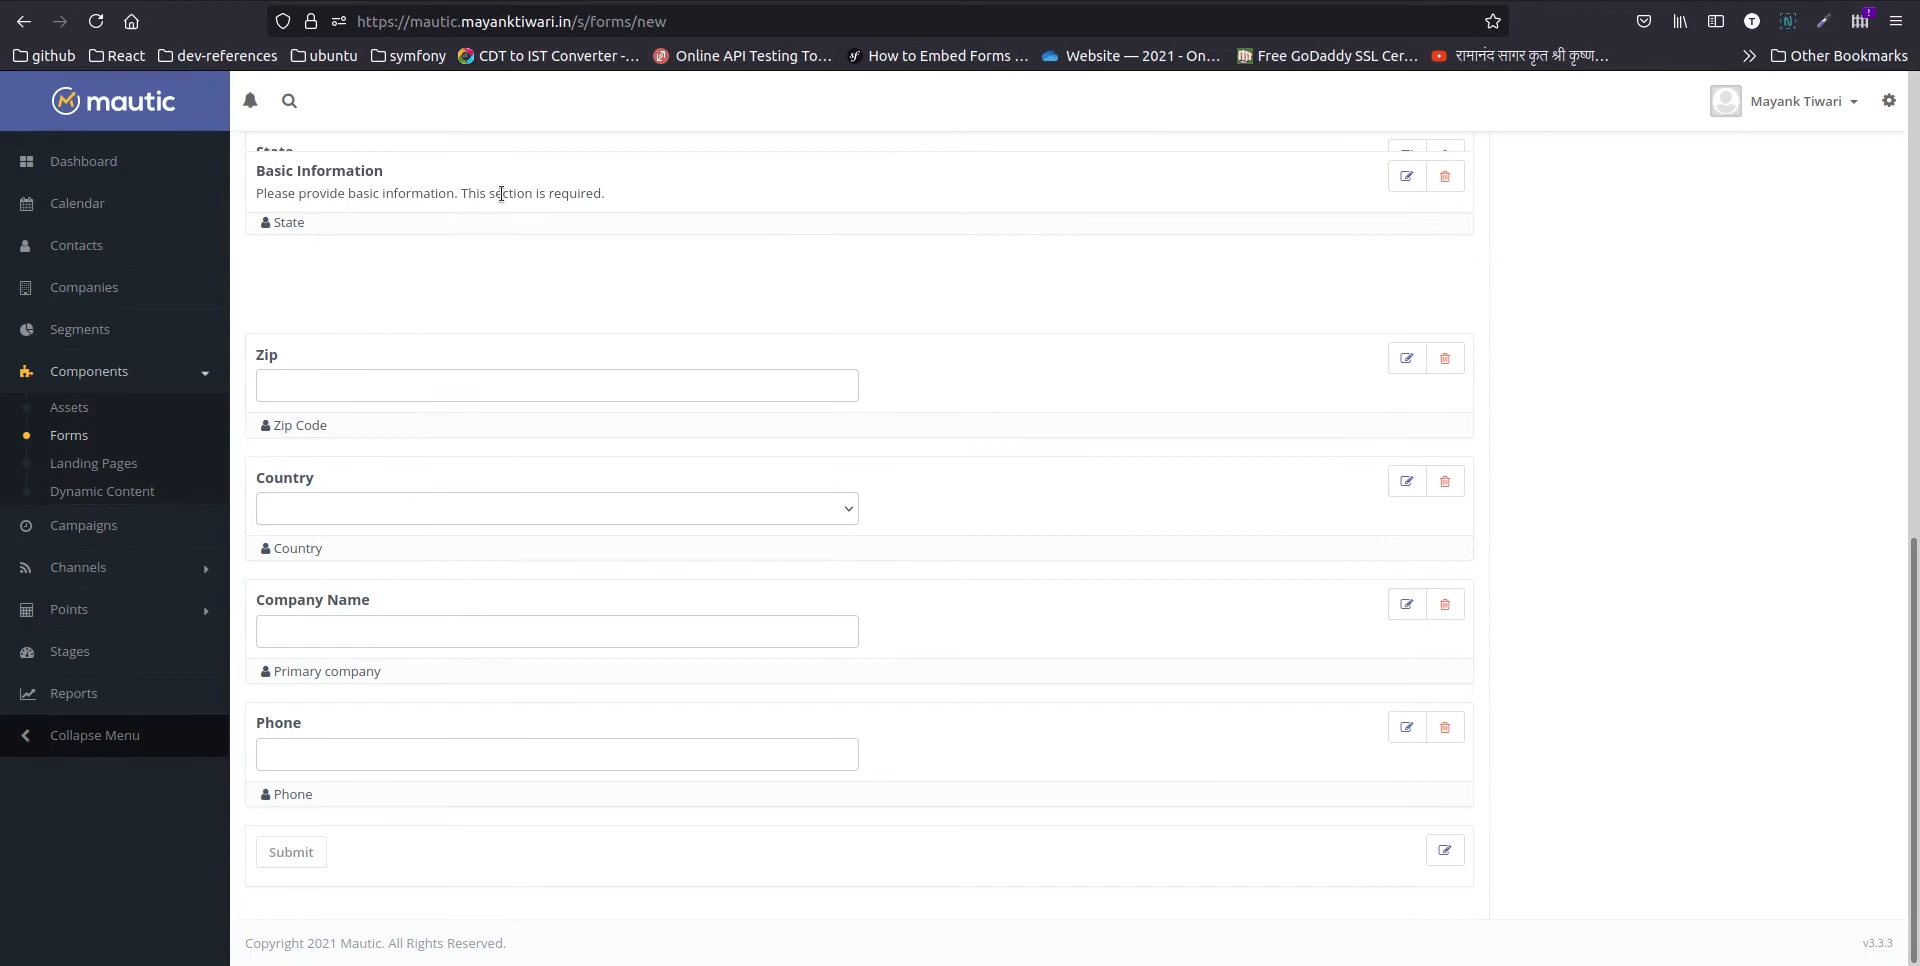 https://mautic.mayanktiwari.in/s/forms/new
github
React
dev-references
ubuntu
symfony
CDT to IST Converter -...
Online API Testing To...
How to Embed Forms ...
Website — 2021 - On...
Free GoDaddy SSL Cer...
रामानंद सागर कृत श्री कृष्ण...
Other Bookmarks
mautic
Mayank Tiwari
Dashboard
Calendar
Contacts
Companies
Segments
Components
Assets
Forms
Landing Pages
Dynamic Content
Campaigns
Channels
Points
Stages
Reports
Collapse Menu
State
Basic Information
Please provide basic information. This section is required.
State
Zip
Zip Code
Country
Country
Company Name
Primary company
Phone
Phone
Submit
Copyright 2021 Mautic. All Rights Reserved.
v3.3.3